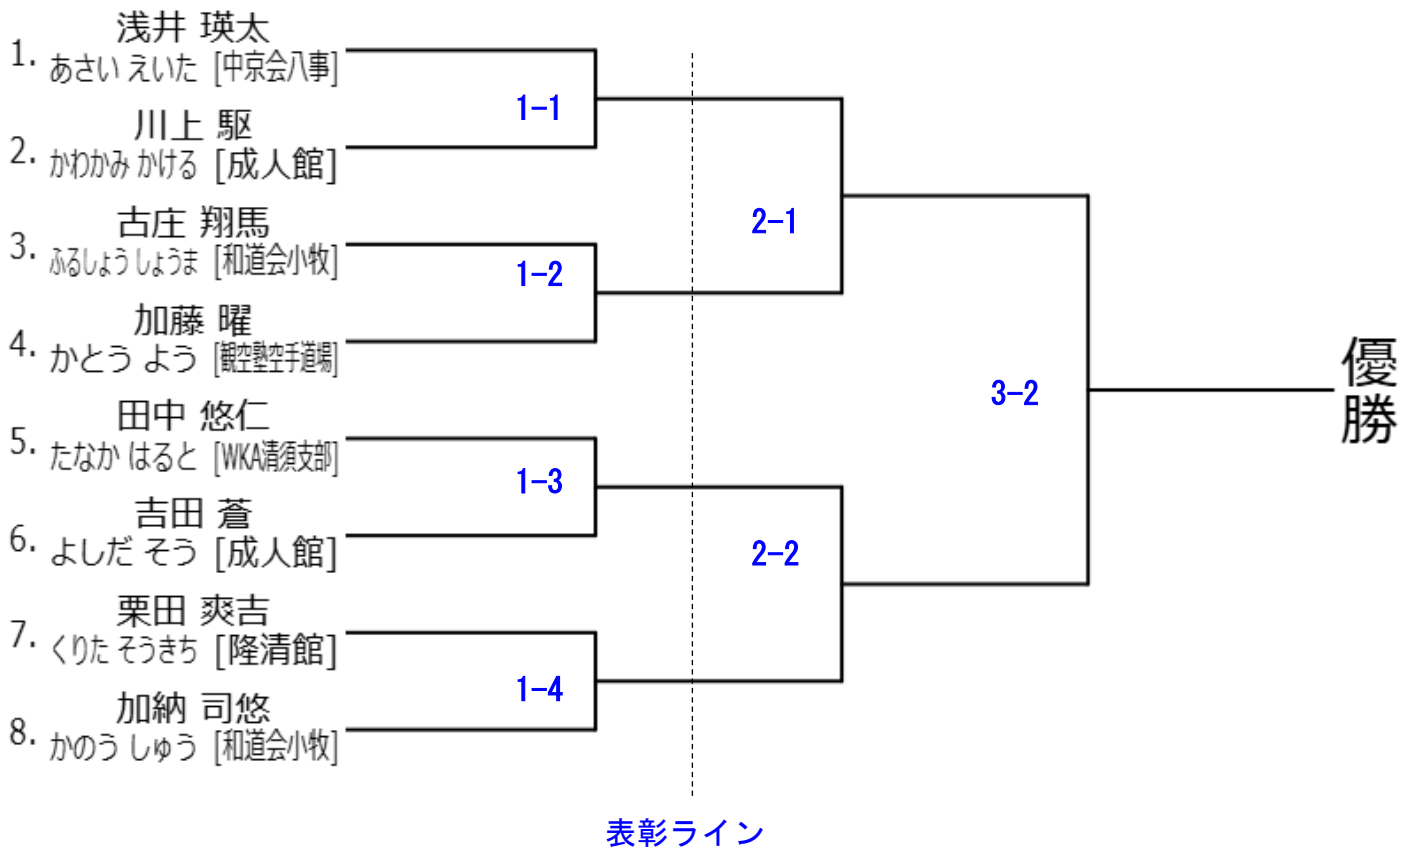 浅井 瑛太
1. あさい えいた [中京会八事]
川上 駆
2. かわかみ かける [成人館]
古庄 翔馬
3. ふるしょう しょうま [和道会小牧]
加藤 曜
4. かとう よう [観空塾空手道場]
田中 悠仁
5. たなか はると [WKA清須支部]
吉田 蒼
6. よしだ そう [成人館]
栗田 爽吉
7. くりた そうきち [隆清館]
加納 司悠
8. かのう しゅう [和道会小牧]
1-1
1-2
1-3
1-4
2-1
2-2
3-2
優勝
表彰ライン